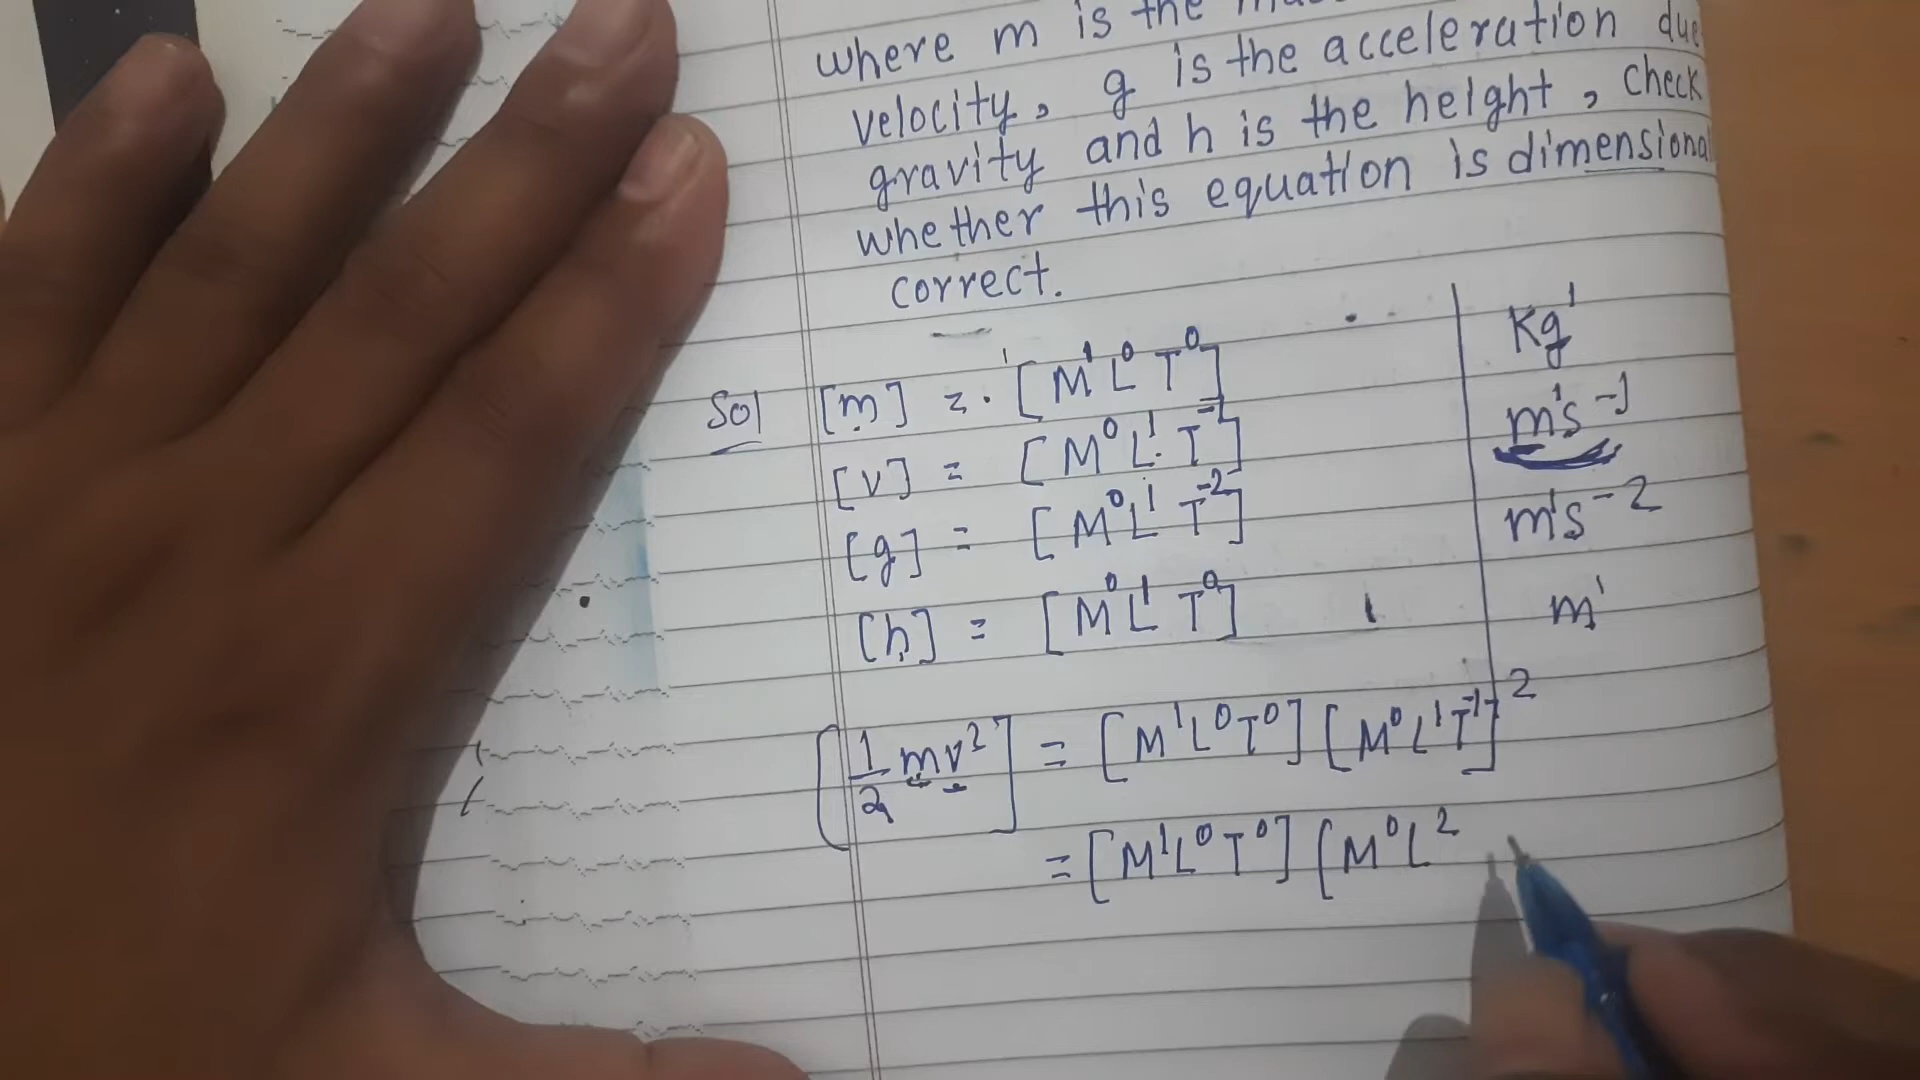 where m is the
velocity, g is the acceleration due
gravity and h is the height, check
whether this equation is dimensional
correct.
Sol [m] = [M¹L⁰T⁰] Kg¹
[v] = [M⁰L¹T⁻¹] m¹s⁻¹
[g] = [M⁰L¹T⁻²] m¹s⁻²
[h] = [M⁰L¹T⁰] m¹
[1/2 mv²] = [M¹L⁰T⁰] [M⁰L¹T⁻¹]²
= [M¹L⁰T⁰] [M⁰L²